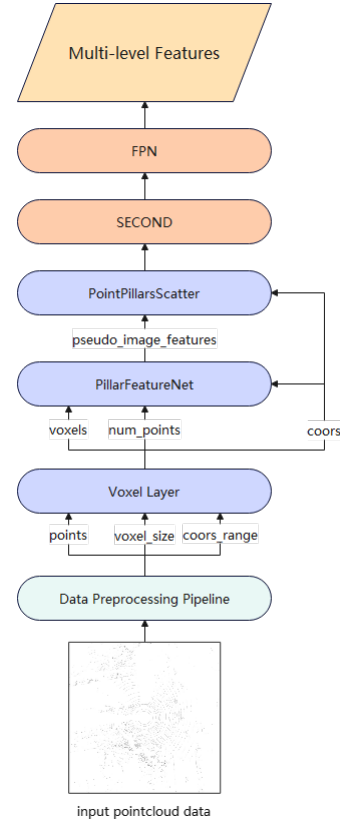 Multi-level Features
FPN
SECOND
PointPillarsScatter
pseudo_image_features
PillarFeatureNet
voxels num_points coors
Voxel Layer
points voxel_size coors_range
Data Preprocessing Pipeline
input pointcloud data